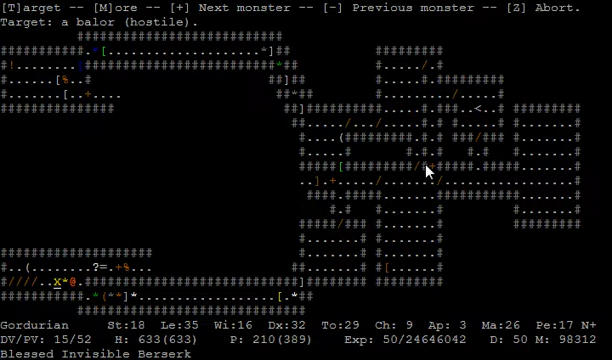 [T]arget -- [M]ore -- [+] Next monster -- [-] Previous monster -- [Z] Abort.
Target: a balor (hostile).
Gordurian St:18 Le:35 Wi:16 Dx:32 To:29 Ch: 9 Ap: 3 Ma:26 Pe:17 N+
DV/PV: 15/52 H: 633(633) P: 210(389) Exp: 50/24646042 D: 50 M: 98312
Blessed Invisible Berserk